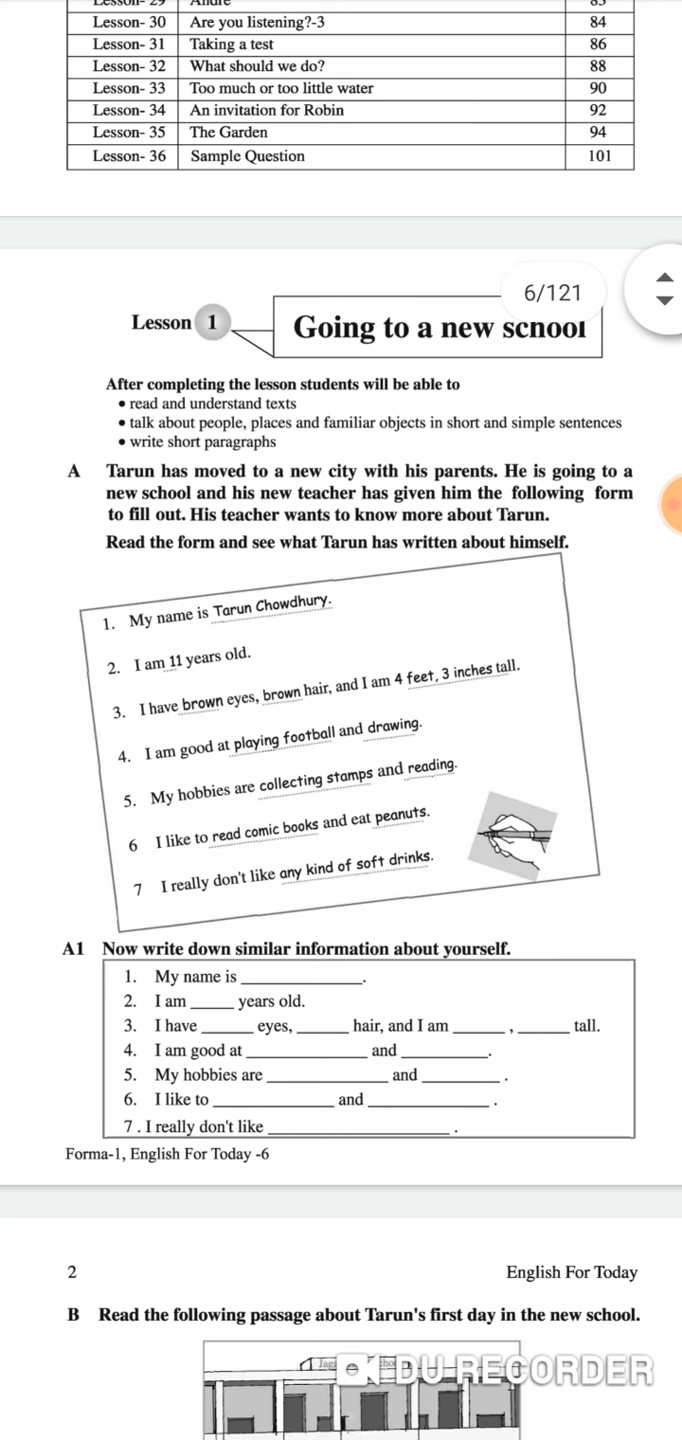 Lesson- 29 Andre 83
Lesson- 30 Are you listening?-3 84
Lesson- 31 Taking a test 86
Lesson- 32 What should we do? 88
Lesson- 33 Too much or too little water 90
Lesson- 34 An invitation for Robin 92
Lesson- 35 The Garden 94
Lesson- 36 Sample Question 101
6/121
Lesson 1 Going to a new school
After completing the lesson students will be able to
• read and understand texts
• talk about people, places and familiar objects in short and simple sentences
• write short paragraphs
A Tarun has moved to a new city with his parents. He is going to a
new school and his new teacher has given him the following form
to fill out. His teacher wants to know more about Tarun.
Read the form and see what Tarun has written about himself.
1. My name is Tarun Chowdhury.
2. I am 11 years old.
3. I have brown eyes, brown hair, and I am 4 feet, 3 inches tall.
4. I am good at playing football and drawing.
5. My hobbies are collecting stamps and reading.
6 I like to read comic books and eat peanuts.
7 I really don't like any kind of soft drinks.
A1 Now write down similar information about yourself.
1. My name is ______________.
2. I am _____ years old.
3. I have ______ eyes, ______ hair, and I am ______ , ______ tall.
4. I am good at ______________ and __________.
5. My hobbies are ______________ and _________ .
6. I like to ______________ and ______________ .
7 . I really don't like _____________________ .
Forma-1, English For Today -6
2 English For Today
B Read the following passage about Tarun's first day in the new school.
DU RECORDER